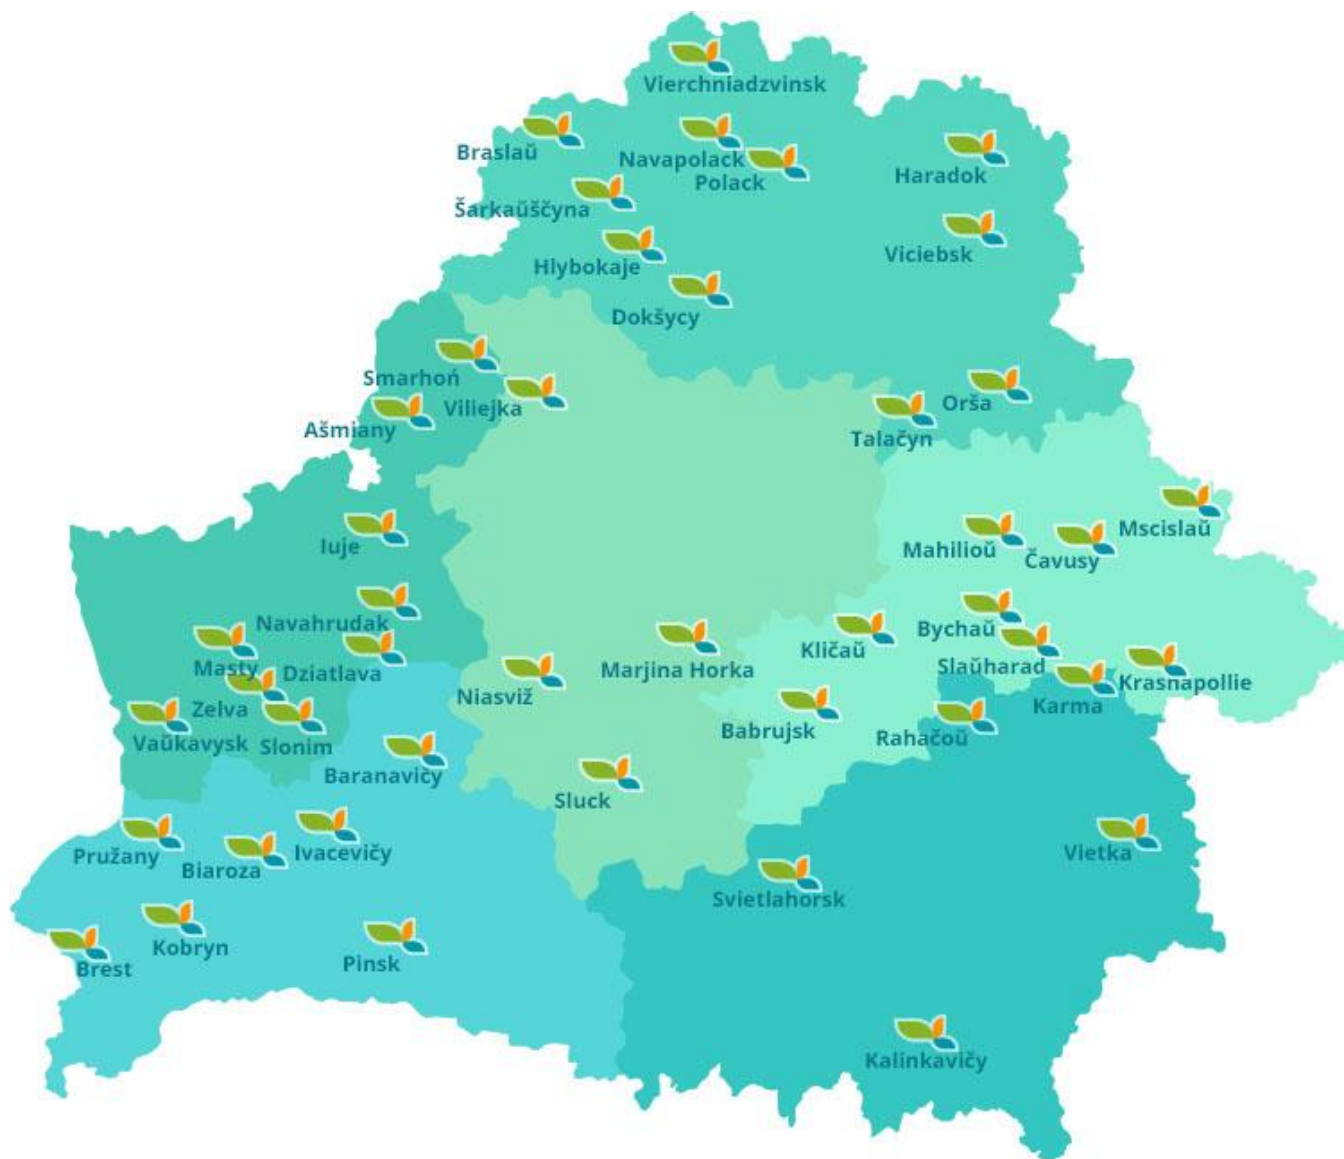 Vierchniadzvinsk
Braslaŭ
Navapolack
Polack
Haradok
Šarkaŭščyna
Viciebsk
Hlybokaje
Dokšycy
Smarhoń
Viliejka
Orša
Ašmiany
Talačyn
Mscislaŭ
Iuje
Mahilioŭ
Čavusy
Navahrudak
Bychaŭ
Kličaŭ
Masty
Dziatlava
Marjina Horka
Slaŭharad
Niasviž
Krasnapollie
Zelva
Karma
Vaŭkavysk
Slonim
Babrujsk
Rahačoŭ
Baranavičy
Sluck
Pružany
Ivacevičy
Vietka
Biaroza
Svietlahorsk
Kobryn
Pinsk
Brest
Kalinkavičy